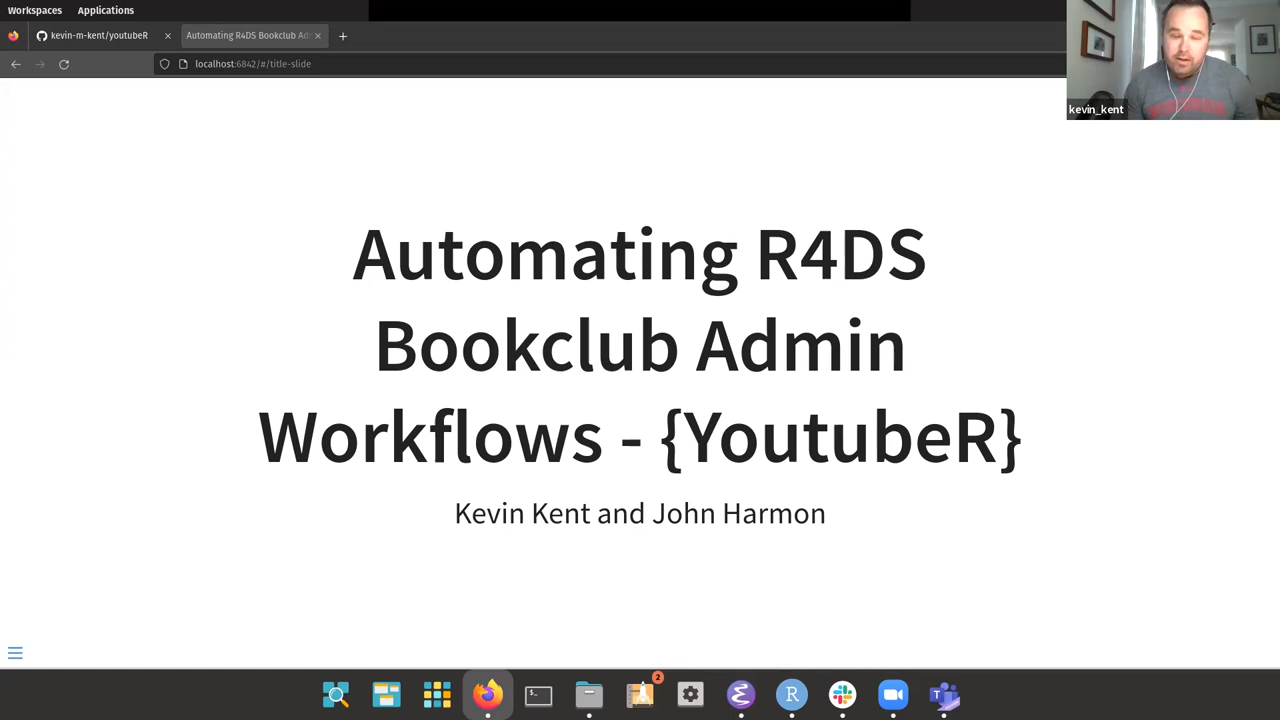 Workspaces Applications
kevin-m-kent/youtubeR
Automating R4DS Bookclub Ad
localhost:6842/#/title-slide
kevin_kent
Automating R4DS
Bookclub Admin
Workflows - {YoutubeR}
Kevin Kent and John Harmon
2